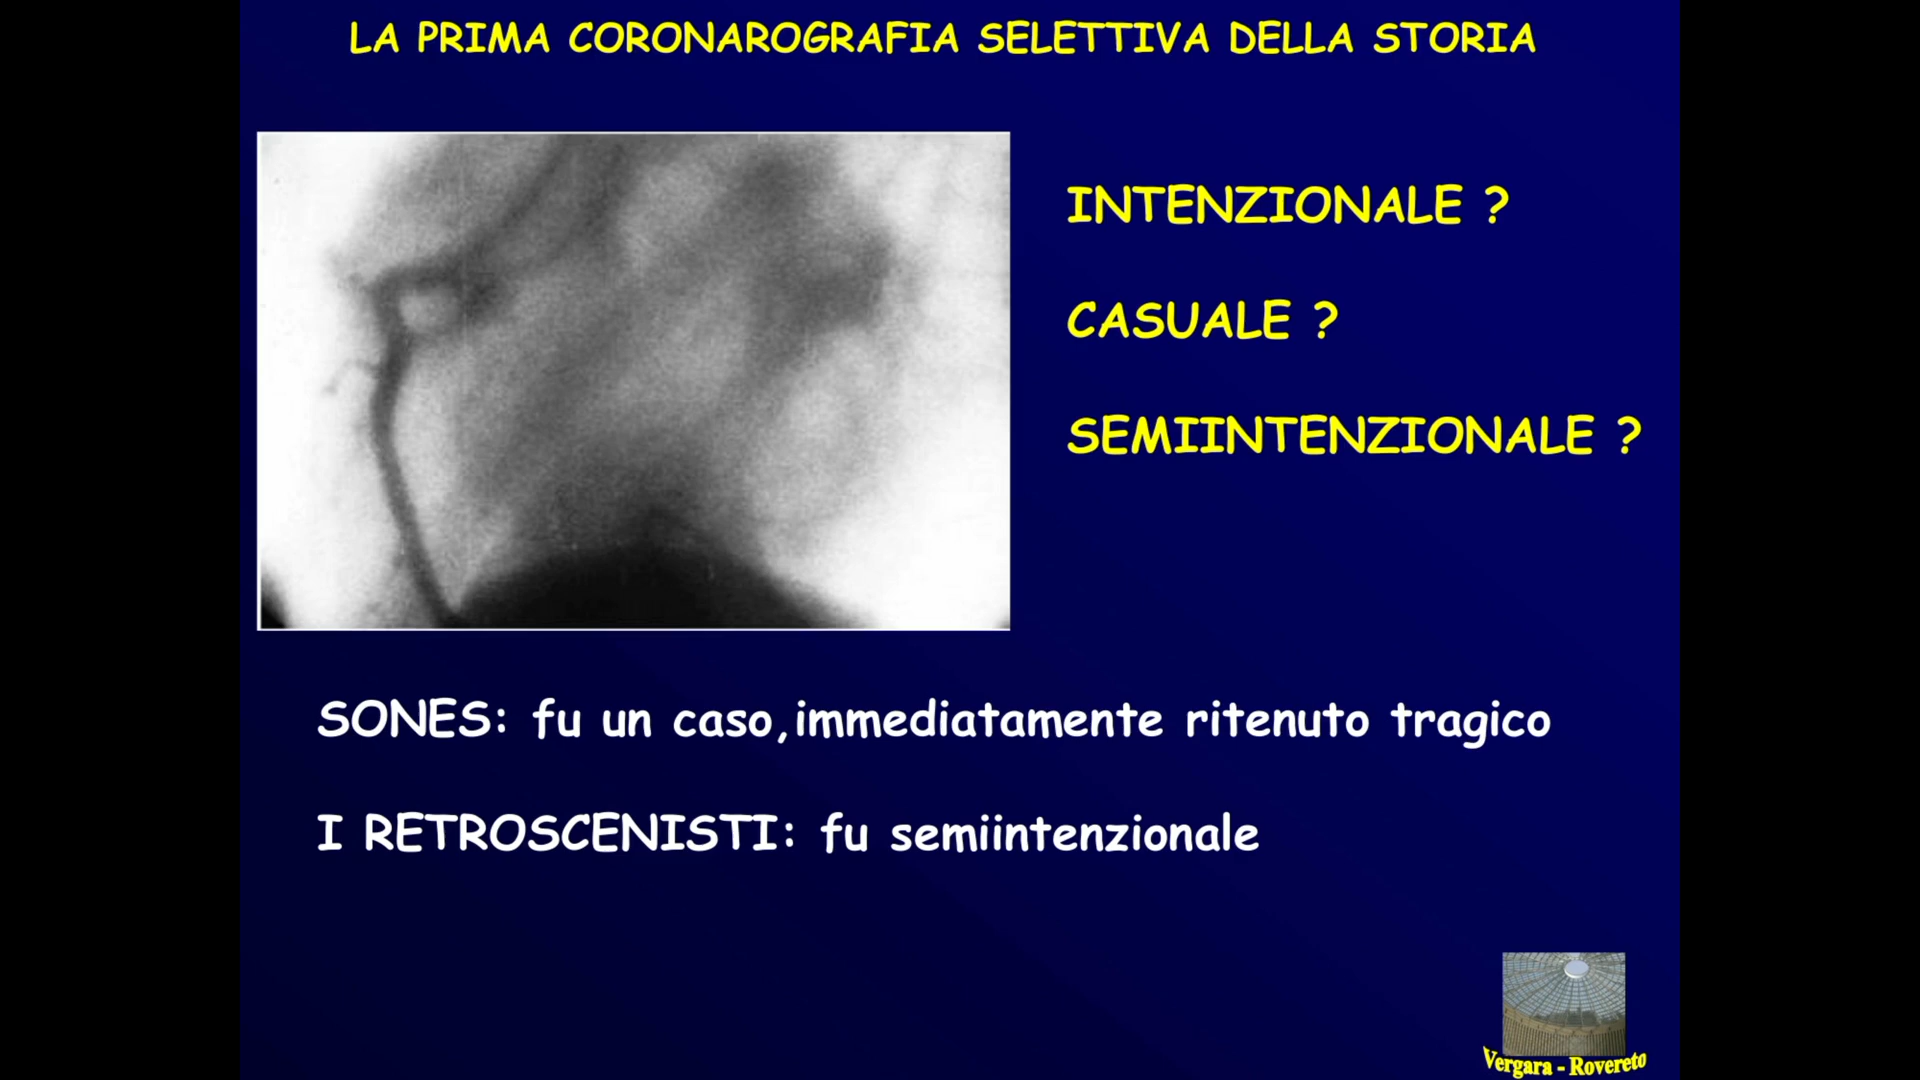 LA PRIMA CORONAROGRAFIA SELETTIVA DELLA STORIA
INTENZIONALE ?
CASUALE ?
SEMIINTENZIONALE ?
SONES: fu un caso,immediatamente ritenuto tragico
I RETROSCENISTI: fu semiintenzionale
Vergara - Rovereto